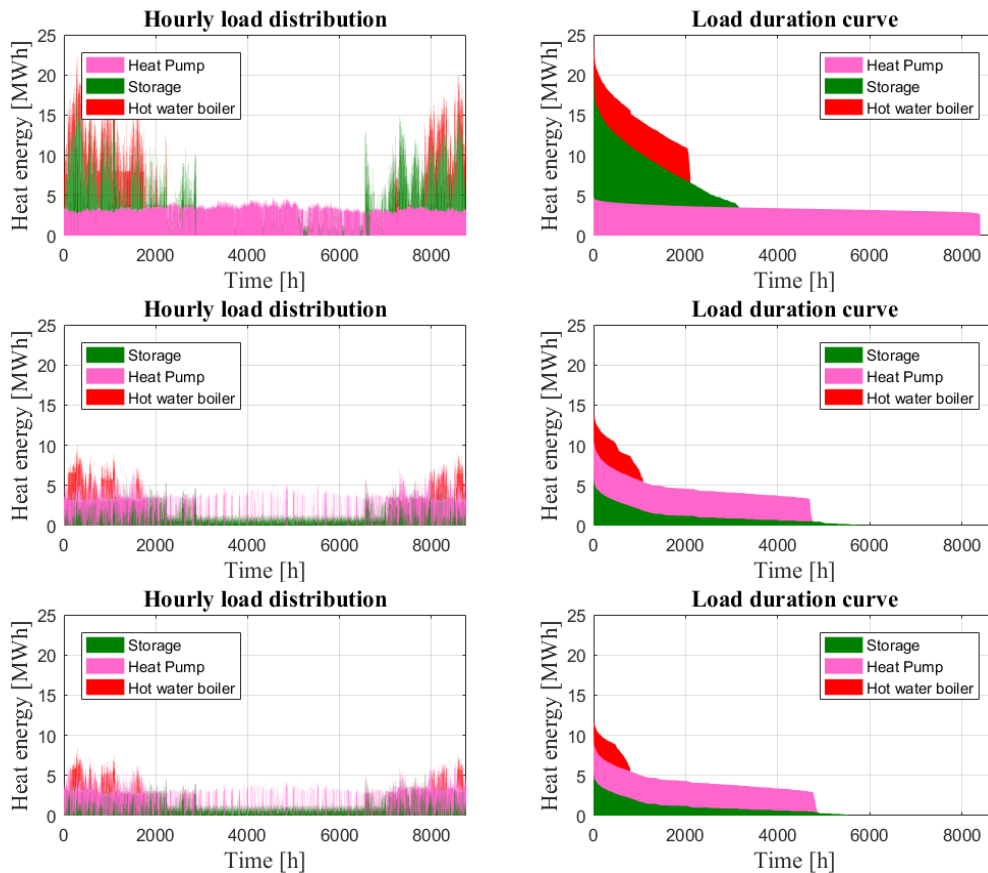 Hourly load distribution
Heat energy [MWh]
25
20
15
10
5
0
Heat Pump
Storage
Hot water boiler
0 2000 4000 6000 8000
Time [h]
Load duration curve
Heat energy [MWh]
25
20
15
10
5
0
Heat Pump
Storage
Hot water boiler
0 2000 4000 6000 8000
Time [h]
Hourly load distribution
Heat energy [MWh]
25
20
15
10
5
0
Storage
Heat Pump
Hot water boiler
0 2000 4000 6000 8000
Time [h]
Load duration curve
Heat energy [MWh]
25
20
15
10
5
0
Storage
Heat Pump
Hot water boiler
0 2000 4000 6000 8000
Time [h]
Hourly load distribution
Heat energy [MWh]
25
20
15
10
5
0
Storage
Heat Pump
Hot water boiler
0 2000 4000 6000 8000
Time [h]
Load duration curve
Heat energy [MWh]
25
20
15
10
5
0
Storage
Heat Pump
Hot water boiler
0 2000 4000 6000 8000
Time [h]